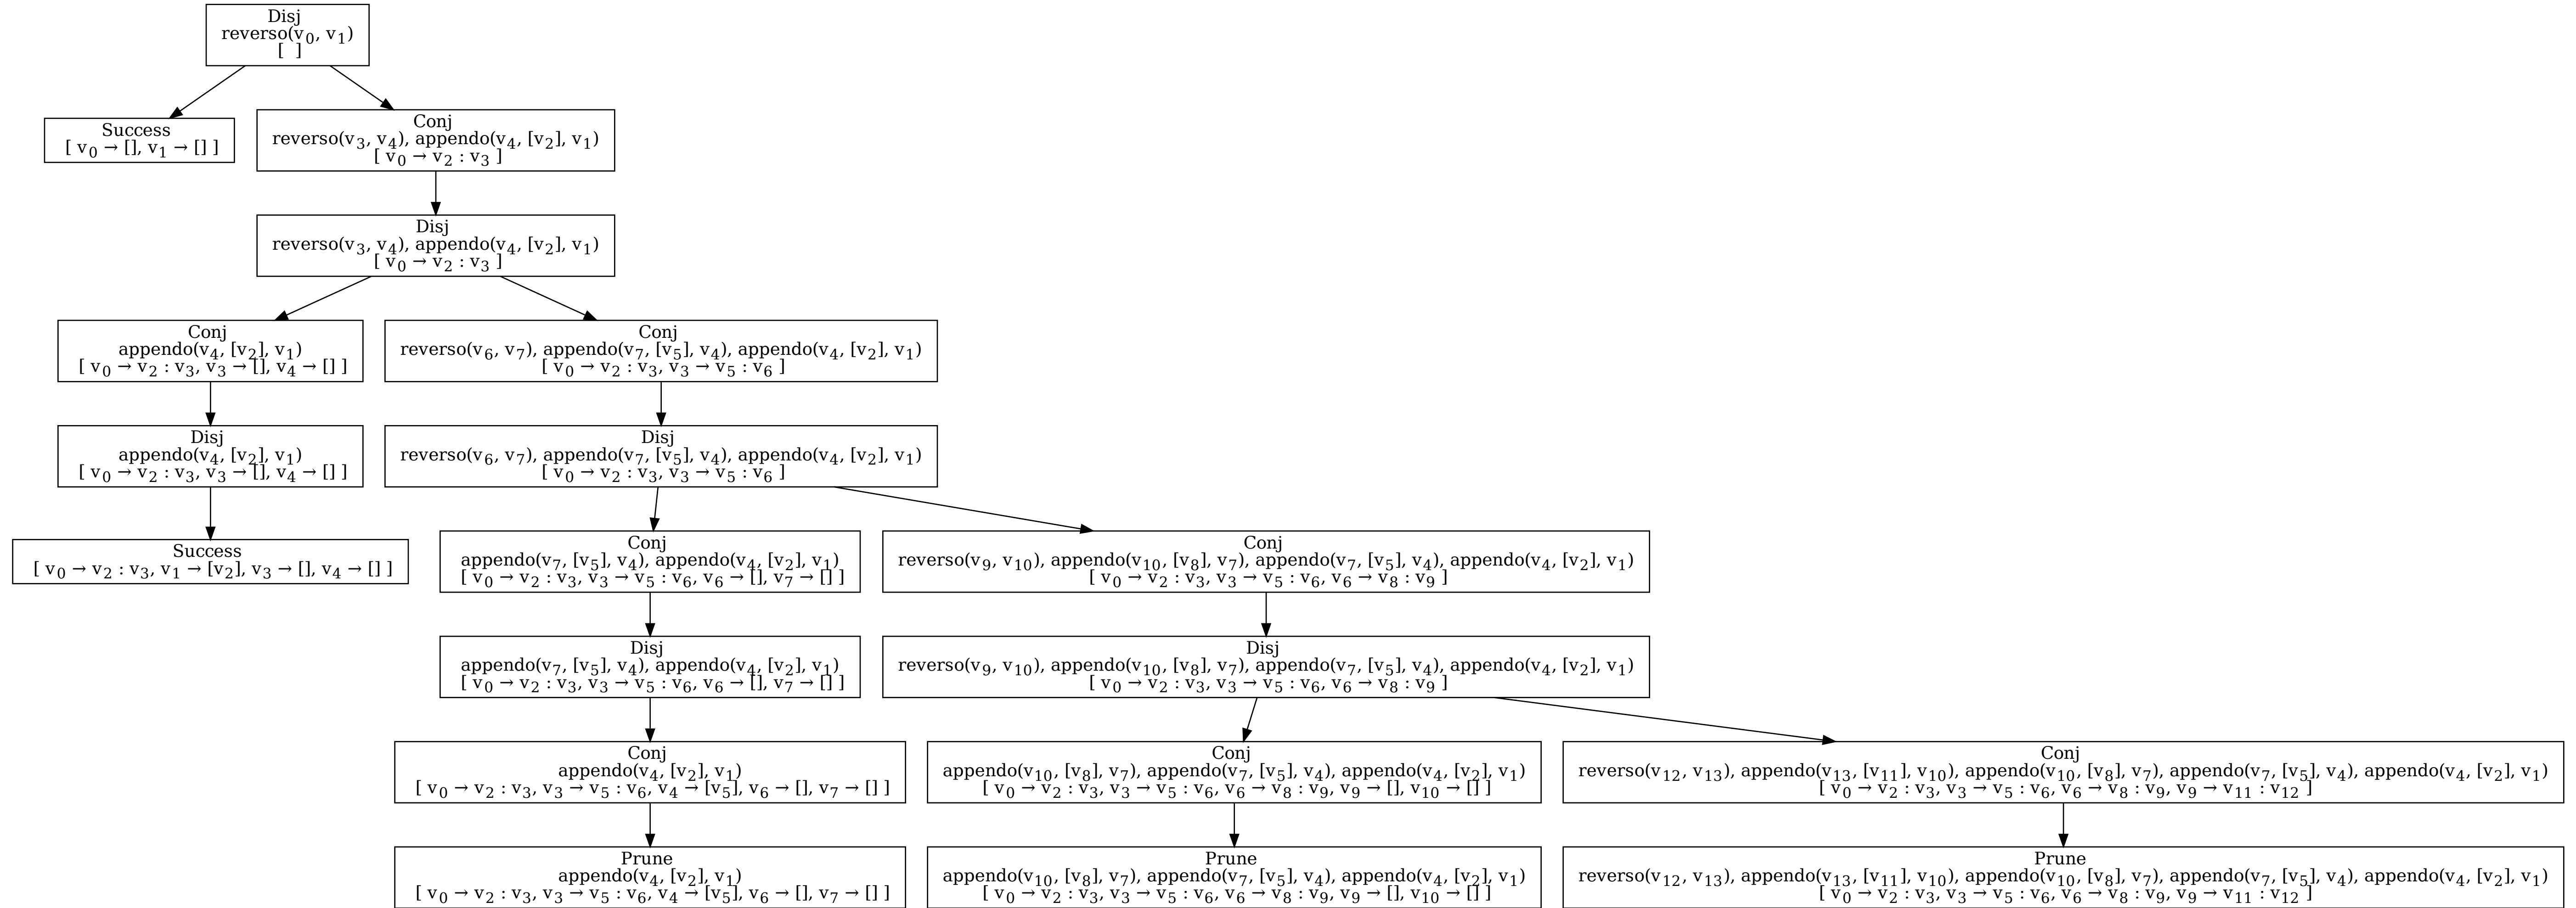 Disj
reverso(v₀, v₁)
[ ]
Success
[ v₀ → [], v₁ → [] ]
Conj
reverso(v₃, v₄), appendo(v₄, [v₂], v₁)
[ v₀ → v₂ : v₃ ]
Disj
reverso(v₃, v₄), appendo(v₄, [v₂], v₁)
[ v₀ → v₂ : v₃ ]
Conj
appendo(v₄, [v₂], v₁)
[ v₀ → v₂ : v₃, v₃ → [], v₄ → [] ]
Conj
reverso(v₆, v₇), appendo(v₇, [v₅], v₄), appendo(v₄, [v₂], v₁)
[ v₀ → v₂ : v₃, v₃ → v₅ : v₆ ]
Disj
appendo(v₄, [v₂], v₁)
[ v₀ → v₂ : v₃, v₃ → [], v₄ → [] ]
Disj
reverso(v₆, v₇), appendo(v₇, [v₅], v₄), appendo(v₄, [v₂], v₁)
[ v₀ → v₂ : v₃, v₃ → v₅ : v₆ ]
Success
[ v₀ → v₂ : v₃, v₁ → [v₂], v₃ → [], v₄ → [] ]
Conj
appendo(v₇, [v₅], v₄), appendo(v₄, [v₂], v₁)
[ v₀ → v₂ : v₃, v₃ → v₅ : v₆, v₆ → [], v₇ → [] ]
Conj
reverso(v₉, v₁₀), appendo(v₁₀, [v₈], v₇), appendo(v₇, [v₅], v₄), appendo(v₄, [v₂], v₁)
[ v₀ → v₂ : v₃, v₃ → v₅ : v₆, v₆ → v₈ : v₉ ]
Disj
appendo(v₇, [v₅], v₄), appendo(v₄, [v₂], v₁)
[ v₀ → v₂ : v₃, v₃ → v₅ : v₆, v₆ → [], v₇ → [] ]
Disj
reverso(v₉, v₁₀), appendo(v₁₀, [v₈], v₇), appendo(v₇, [v₅], v₄), appendo(v₄, [v₂], v₁)
[ v₀ → v₂ : v₃, v₃ → v₅ : v₆, v₆ → v₈ : v₉ ]
Conj
appendo(v₄, [v₂], v₁)
[ v₀ → v₂ : v₃, v₃ → v₅ : v₆, v₄ → [v₅], v₆ → [], v₇ → [] ]
Conj
appendo(v₁₀, [v₈], v₇), appendo(v₇, [v₅], v₄), appendo(v₄, [v₂], v₁)
[ v₀ → v₂ : v₃, v₃ → v₅ : v₆, v₆ → v₈ : v₉, v₉ → [], v₁₀ → [] ]
Conj
reverso(v₁₂, v₁₃), appendo(v₁₃, [v₁₁], v₁₀), appendo(v₁₀, [v₈], v₇), appendo(v₇, [v₅], v₄), appendo(v₄, [v₂], v₁)
[ v₀ → v₂ : v₃, v₃ → v₅ : v₆, v₆ → v₈ : v₉, v₉ → v₁₁ : v₁₂ ]
Prune
appendo(v₄, [v₂], v₁)
[ v₀ → v₂ : v₃, v₃ → v₅ : v₆, v₄ → [v₅], v₆ → [], v₇ → [] ]
Prune
appendo(v₁₀, [v₈], v₇), appendo(v₇, [v₅], v₄), appendo(v₄, [v₂], v₁)
[ v₀ → v₂ : v₃, v₃ → v₅ : v₆, v₆ → v₈ : v₉, v₉ → [], v₁₀ → [] ]
Prune
reverso(v₁₂, v₁₃), appendo(v₁₃, [v₁₁], v₁₀), appendo(v₁₀, [v₈], v₇), appendo(v₇, [v₅], v₄), appendo(v₄, [v₂], v₁)
[ v₀ → v₂ : v₃, v₃ → v₅ : v₆, v₆ → v₈ : v₉, v₉ → v₁₁ : v₁₂ ]